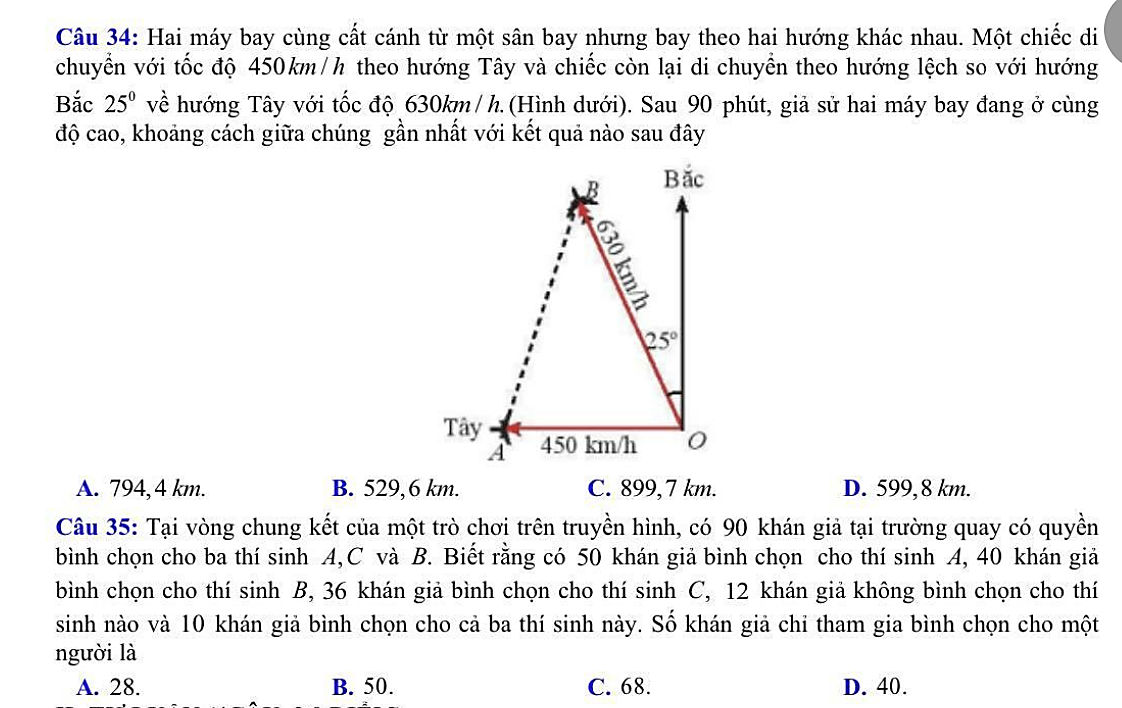 Câu 34: Hai máy bay cùng cất cánh từ một sân bay nhưng bay theo hai hướng khác nhau. Một chiếc di
chuyển với tốc độ 450km/h theo hướng Tây và chiếc còn lại di chuyển theo hướng lệch so với hướng
Bắc 25⁰ về hướng Tây với tốc độ 630km/h.(Hình dưới). Sau 90 phút, giả sử hai máy bay đang ở cùng
độ cao, khoảng cách giữa chúng gần nhất với kết quả nào sau đây
B Bắc
630 km/h
25°
Tây
A 450 km/h O
A. 794,4 km. B. 529,6 km. C. 899,7 km. D. 599,8 km.
Câu 35: Tại vòng chung kết của một trò chơi trên truyền hình, có 90 khán giả tại trường quay có quyền
bình chọn cho ba thí sinh A,C và B. Biết rằng có 50 khán giả bình chọn cho thí sinh A, 40 khán giả
bình chọn cho thí sinh B, 36 khán giả bình chọn cho thí sinh C, 12 khán giả không bình chọn cho thí
sinh nào và 10 khán giả bình chọn cho cả ba thí sinh này. Số khán giả chỉ tham gia bình chọn cho một
người là
A. 28. B. 50. C. 68. D. 40.